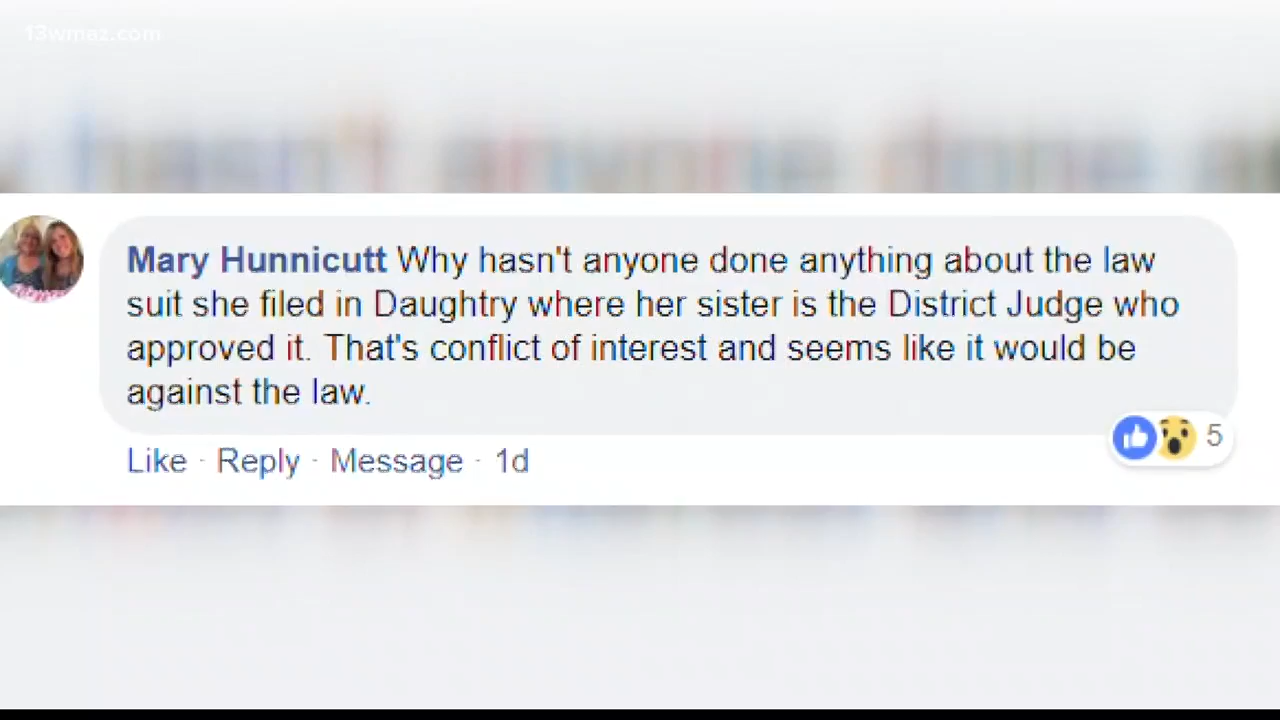 13wmaz.com
Mary Hunnicutt Why hasn't anyone done anything about the law
suit she filed in Daughtry where her sister is the District Judge who
approved it. That's conflict of interest and seems like it would be
against the law.
5
Like · Reply · Message · 1d